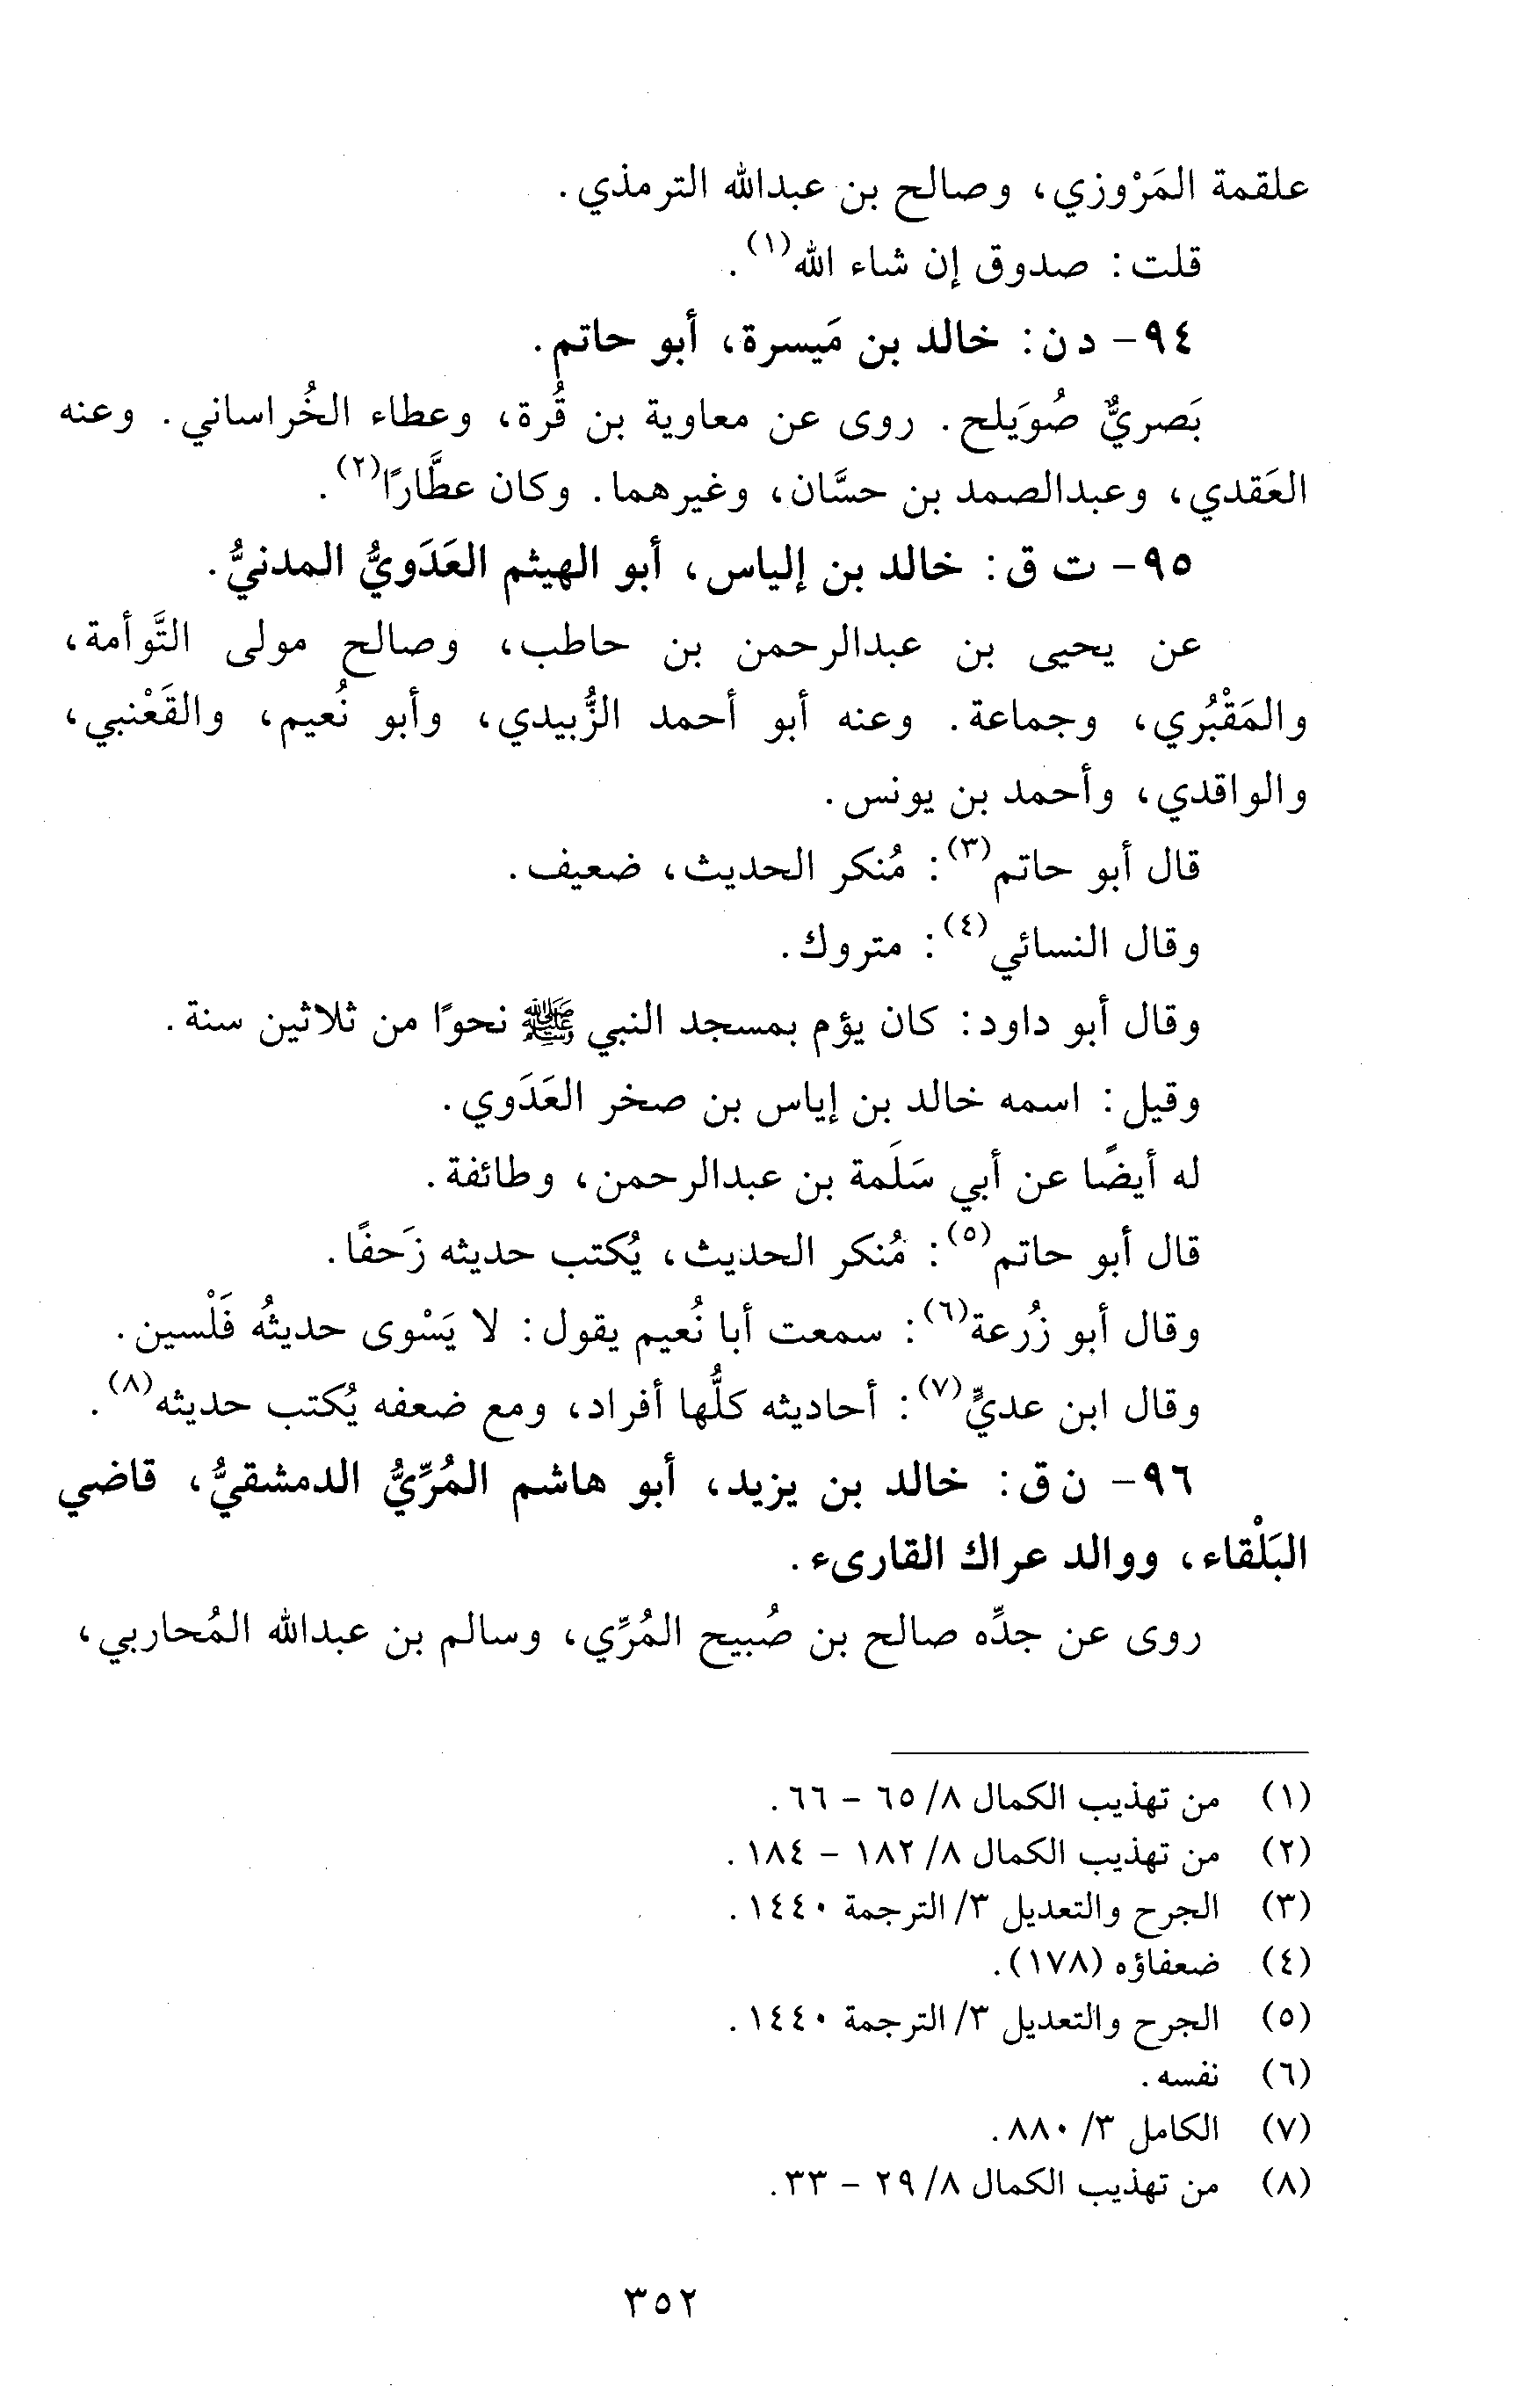 علقمة المَرْوزي، وصالح بن عبدالله الترمذي.
قلت: صدوق إن شاء الله(١).
٩٤- د ن: خالد بن مَيسرة، أبو حاتم.
بَصريٌّ صُوَيلح. روى عن معاوية بن قُرة، وعطاء الخُراساني. وعنه
العَقدي، وعبدالصمد بن حسَّان، وغيرهما. وكان عطَّارًا(٢).
٩٥- ت ق: خالد بن إلياس، أبو الهيثم العَدَويُّ المدنيُّ.
عن يحيى بن عبدالرحمن بن حاطب، وصالح مولى التَّوأمة،
والمَقْبُري، وجماعة. وعنه أبو أحمد الزُّبيدي، وأبو نُعيم، والقَعْنبي،
والواقدي، وأحمد بن يونس.
قال أبو حاتم(٣): مُنكر الحديث، ضعيف.
وقال النسائي(٤): متروك.
وقال أبو داود: كان يؤم بمسجد النبي ﷺ نحوًا من ثلاثين سنة.
وقيل: اسمه خالد بن إياس بن صخر العَدَوي.
له أيضًا عن أبي سَلَمة بن عبدالرحمن، وطائفة.
قال أبو حاتم(٥): مُنكر الحديث، يُكتب حديثه زَحفًا.
وقال أبو زُرعة(٦): سمعت أبا نُعيم يقول: لا يَسْوى حديثُه فَلْسين.
وقال ابن عديٍّ(٧): أحاديثه كلُّها أفراد، ومع ضعفه يُكتب حديثه(٨).
٩٦- ن ق: خالد بن يزيد، أبو هاشم المُرِّيُّ الدمشقيُّ، قاضي
البَلْقاء، ووالد عراك القارىء.
روى عن جدِّه صالح بن صُبيح المُرِّي، وسالم بن عبدالله المُحاربي،
(١) من تهذيب الكمال ٨/ ٦٥ - ٦٦.
(٢) من تهذيب الكمال ٨/ ١٨٢ - ١٨٤.
(٣) الجرح والتعديل ٣/ الترجمة ١٤٤٠.
(٤) ضعفاؤه (١٧٨).
(٥) الجرح والتعديل ٣/ الترجمة ١٤٤٠.
(٦) نفسه.
(٧) الكامل ٣/ ٨٨٠.
(٨) من تهذيب الكمال ٨/ ٢٩ - ٣٣.
٣٥٢